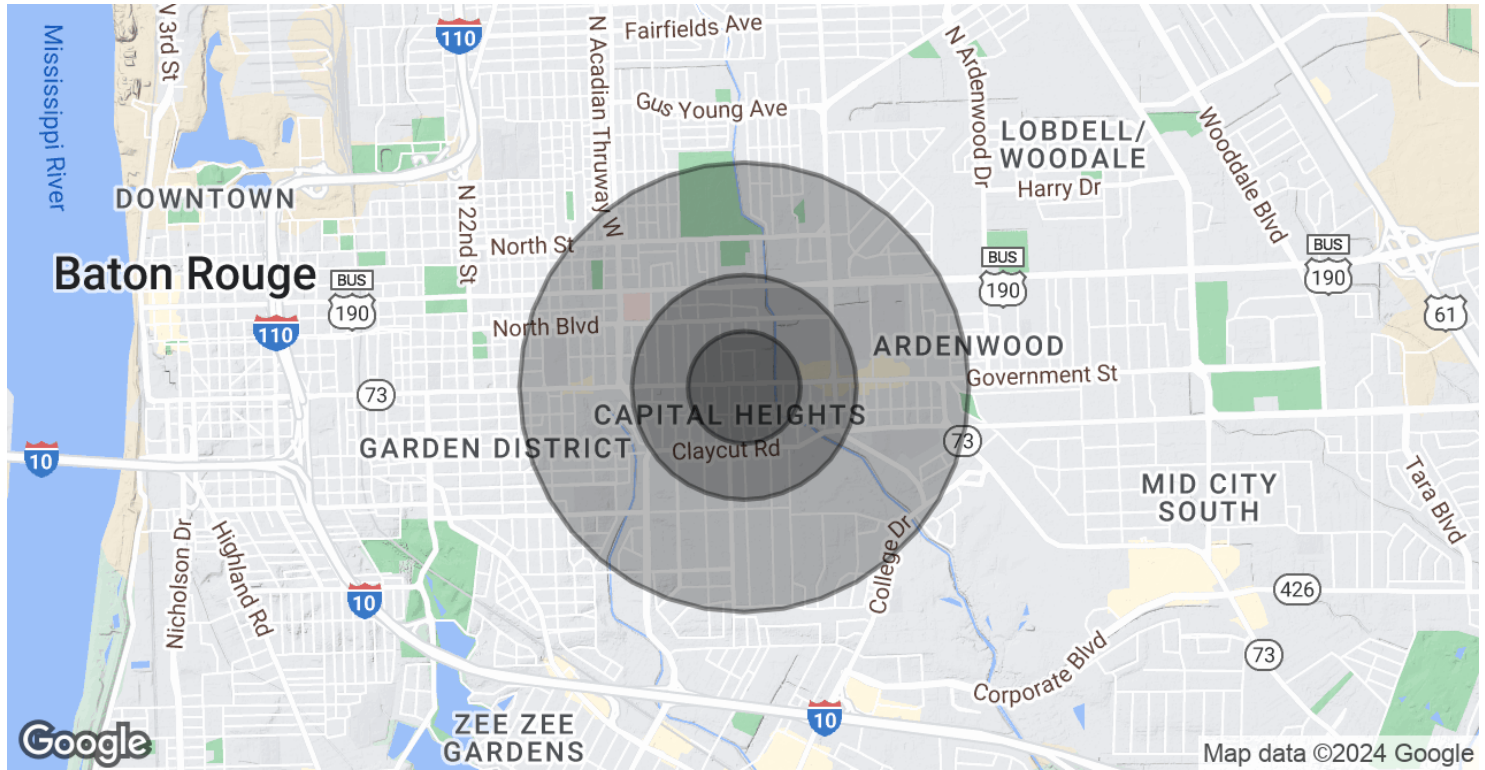 Mississippi River
N 3rd St
110
N Acadian Thruway W
Fairfields Ave
Gus Young Ave
N Ardenwood Dr
LOBDELL/
WOODALE
Harry Dr
Wooddale Blvd
DOWNTOWN
N 22nd St
North St
Baton Rouge
BUS
190
BUS
190
BUS
190
61
110
North Blvd
ARDENWOOD
Government St
73
CAPITAL HEIGHTS
Claycut Rd
GARDEN DISTRICT
73
10
MID CITY
SOUTH
Tara Blvd
Nicholson Dr
Highland Rd
College Dr
10
426
73
Corporate Blvd
10
ZEE ZEE
GARDENS
Google
Map data ©2024 Google